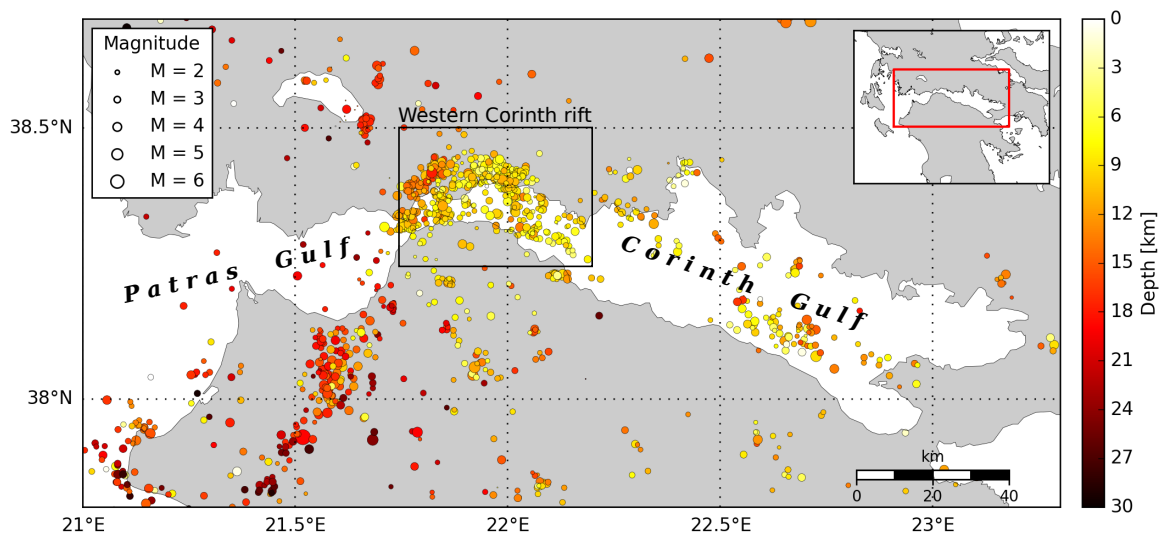 Magnitude
M = 2
M = 3
M = 4
M = 5
M = 6
Western Corinth rift
Patras Gulf
Corinth Gulf
38.5°N
38°N
21°E
21.5°E
22°E
22.5°E
23°E
km
0
20
40
0
3
6
9
12
15
18
21
24
27
30
Depth [km]